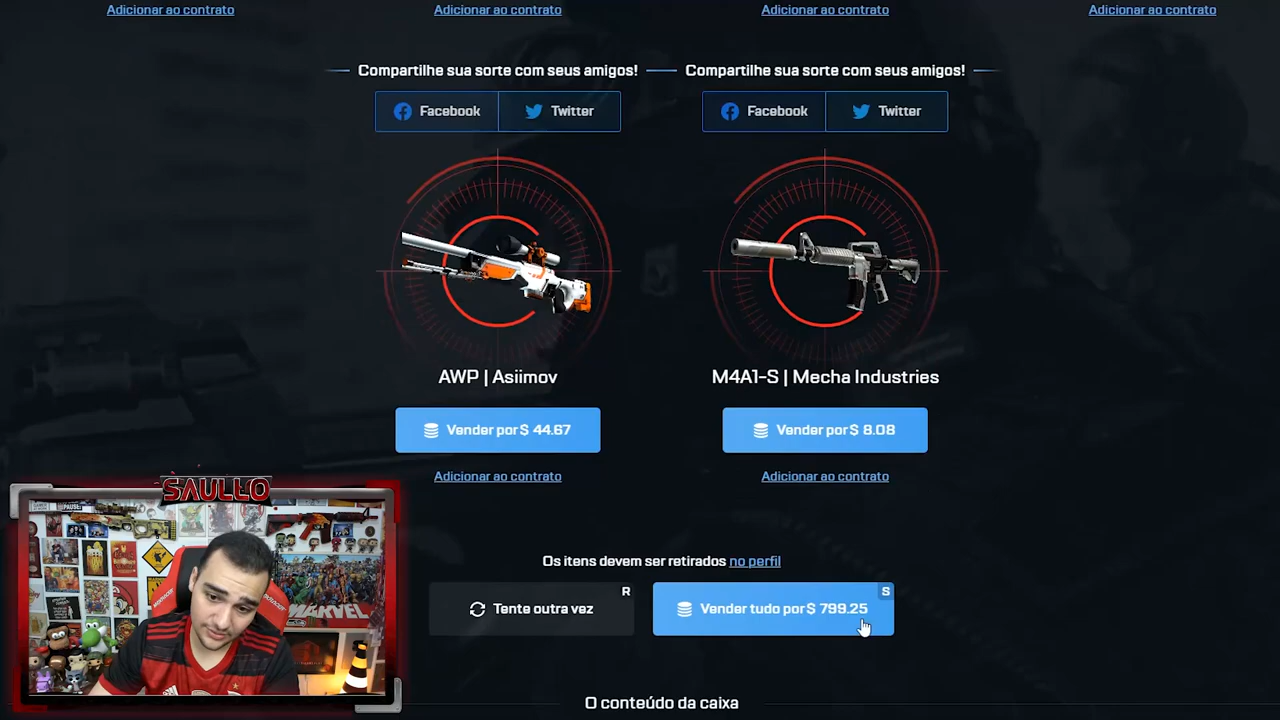 Adicionar ao contrato Adicionar ao contrato Adicionar ao contrato Adicionar ao contrato
Compartilhe sua sorte com seus amigos! Compartilhe sua sorte com seus amigos!
Facebook Twitter Facebook Twitter
AWP | Asiimov M4A1-S | Mecha Industries
Vender por $ 44.67 Vender por $ 8.08
Adicionar ao contrato Adicionar ao contrato
SAULLO
MARVEL
Os itens devem ser retirados no perfil
Tente outra vez R
Vender tudo por $ 799.25 S
O conteúdo da caixa